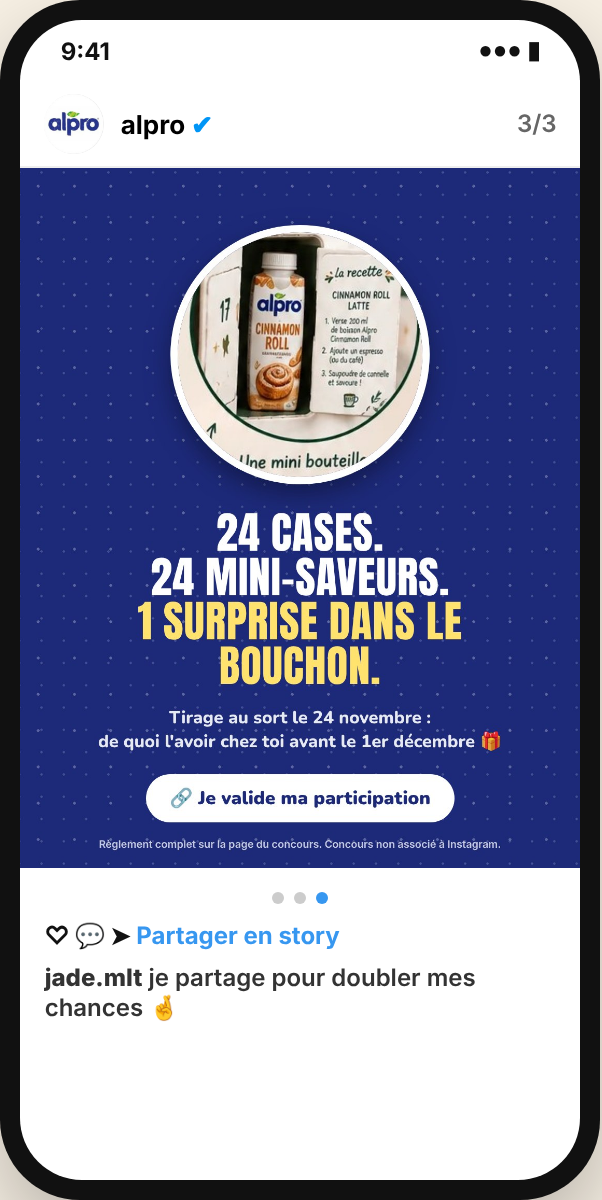 9:41
alpro
alpro ✔
3/3
17
alpro
CINNAMON
ROLL
la recette
CINNAMON ROLL
LATTE
1. Verse 200 ml
de boisson Alpro
Cinnamon Roll
2. Ajoute un espresso
(ou du café)
3. Saupoudre de cannelle
et savoure !
Une mini bouteille
24 CASES.
24 MINI-SAVEURS.
1 SURPRISE DANS LE
BOUCHON.
Tirage au sort le 24 novembre :
de quoi l'avoir chez toi avant le 1er décembre 🎁
🔗 Je valide ma participation
Règlement complet sur la page du concours. Concours non associé à Instagram.
♡ 💬 ➤ Partager en story
jade.mlt je partage pour doubler mes
chances 🤞